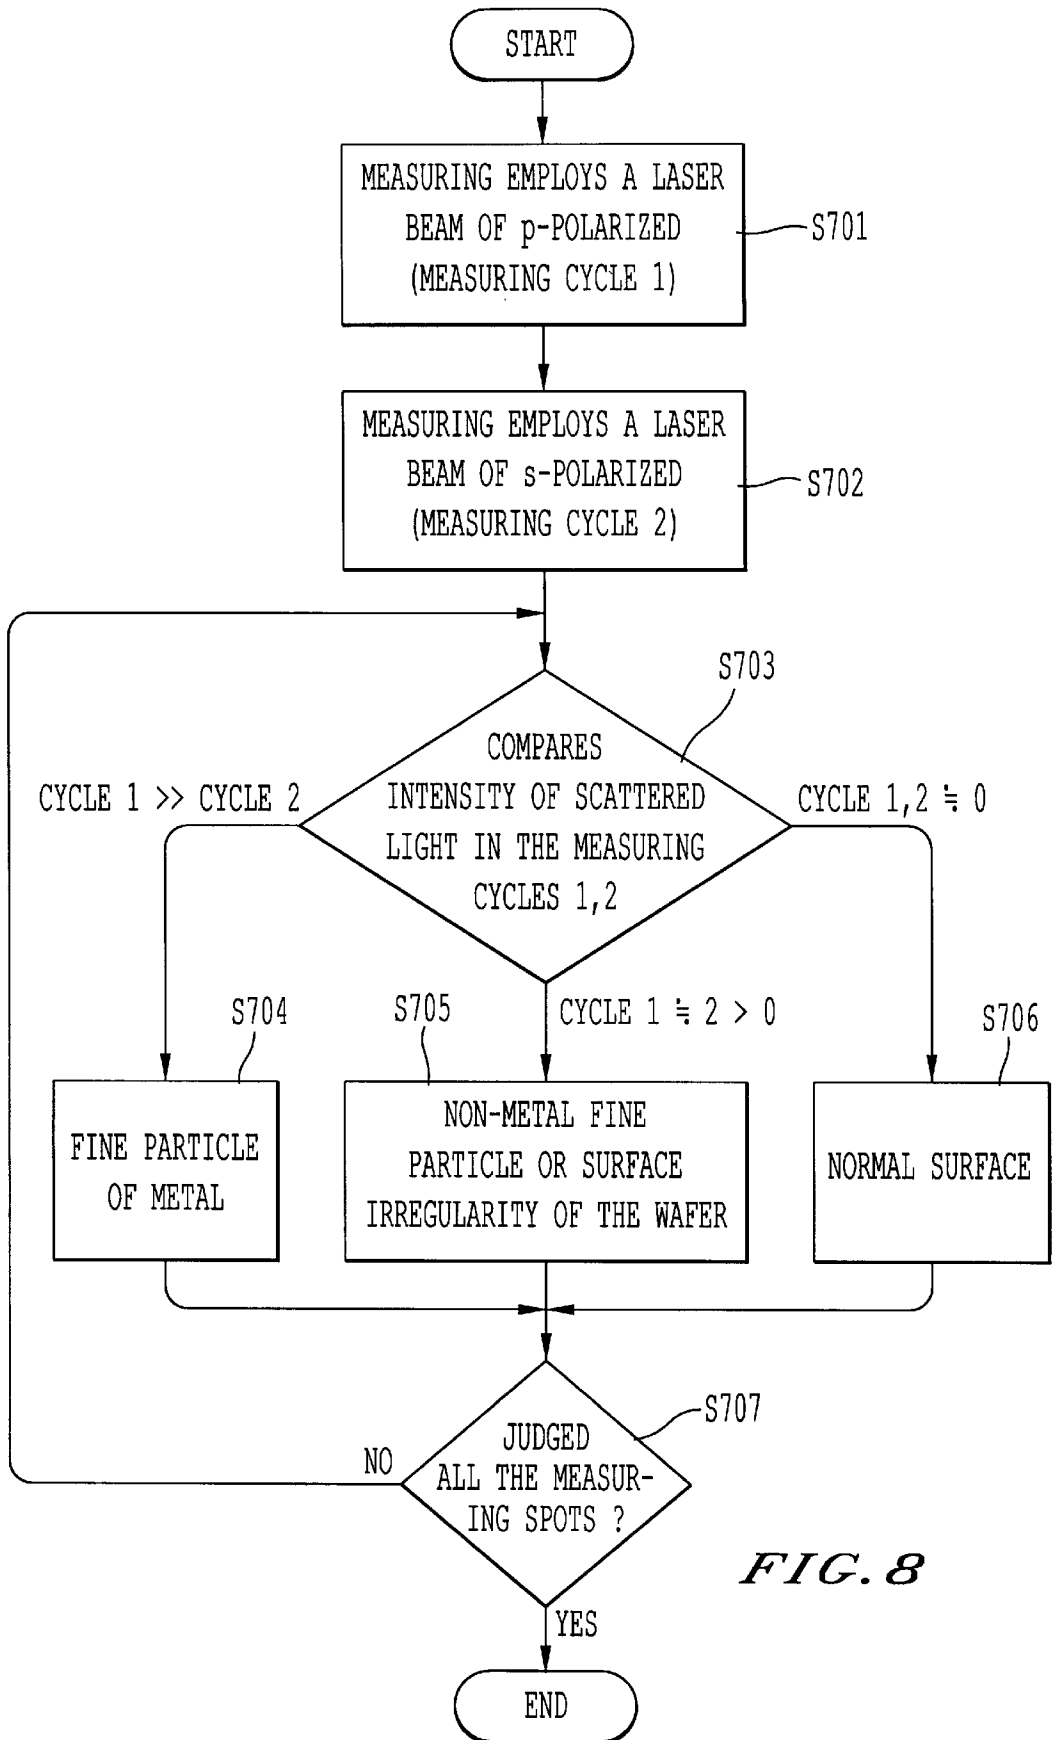 START
MEASURING EMPLOYS A LASER
BEAM OF p-POLARIZED
(MEASURING CYCLE 1)
S701
MEASURING EMPLOYS A LASER
BEAM OF s-POLARIZED
(MEASURING CYCLE 2)
S702
S703
COMPARES
INTENSITY OF SCATTERED
LIGHT IN THE MEASURING
CYCLES 1,2
CYCLE 1 >> CYCLE 2
CYCLE 1,2 ≒ 0
CYCLE 1 ≒ 2 > 0
S704
S705
S706
FINE PARTICLE
OF METAL
NON-METAL FINE
PARTICLE OR SURFACE
IRREGULARITY OF THE WAFER
NORMAL SURFACE
S707
JUDGED
ALL THE MEASUR-
ING SPOTS ?
NO
YES
END
FIG. 8